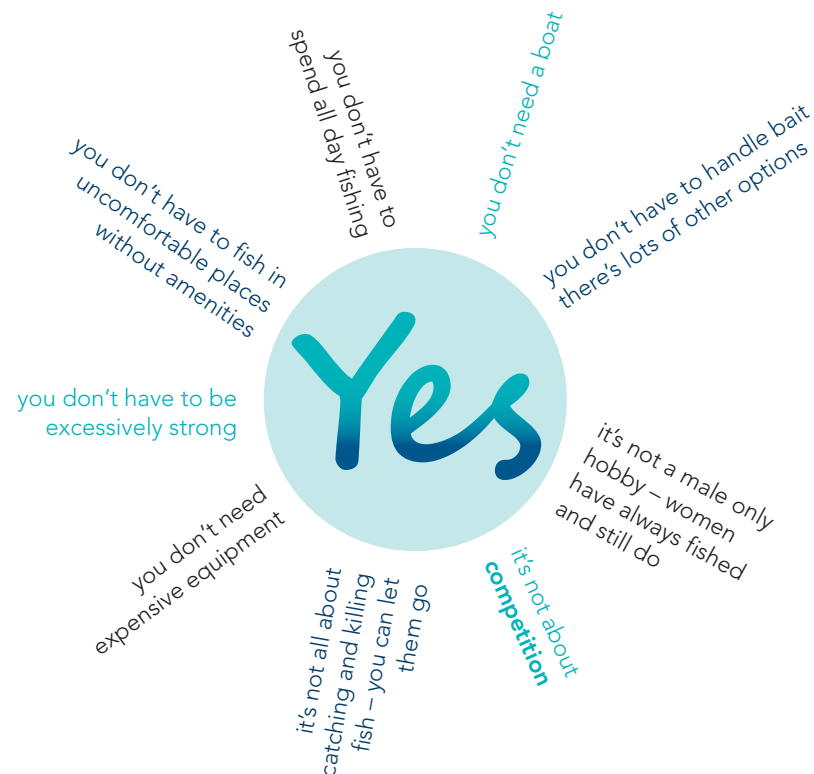 you don't have to
spend all day fishing
you don't need a boat
you don't have to handle bait
there's lots of other options
you don't have to fish in
uncomfortable places
without amenities
Yes
you don't have to be
excessively strong
it's not a male only
hobby – women
have always fished
and still do
you don't need
expensive equipment
it's not all about
catching and killing
fish – you can let
them go
it's not about
competition